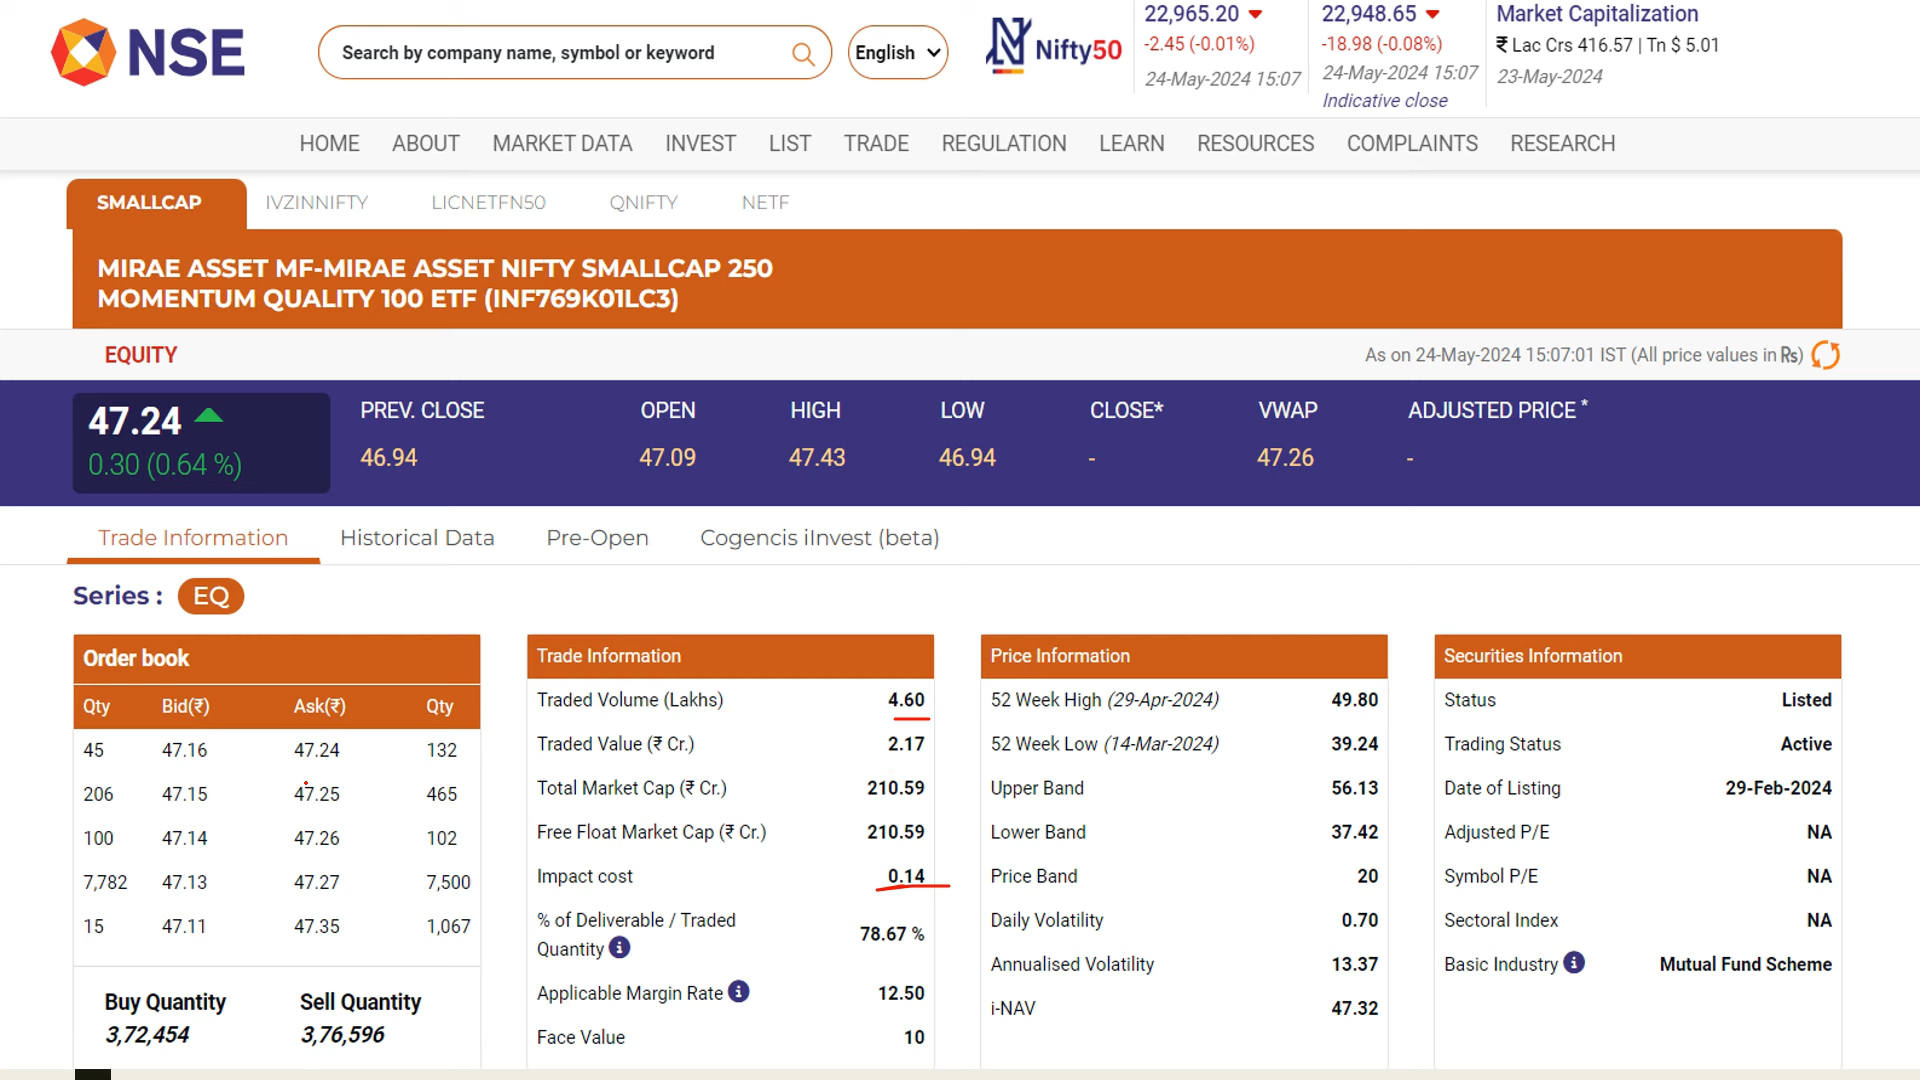 NSE
Search by company name, symbol or keyword
English
Nifty50
22,965.20
-2.45 (-0.01%)
24-May-2024 15:07
22,948.65
-18.98 (-0.08%)
24-May-2024 15:07
Indicative close
Market Capitalization
₹ Lac Crs 416.57 | Tn $ 5.01
23-May-2024
HOME ABOUT MARKET DATA INVEST LIST TRADE REGULATION LEARN RESOURCES COMPLAINTS RESEARCH
SMALLCAP IVZINNIFTY LICNETFN50 QNIFTY NETF
MIRAE ASSET MF-MIRAE ASSET NIFTY SMALLCAP 250
MOMENTUM QUALITY 100 ETF (INF769K01LC3)
EQUITY
As on 24-May-2024 15:07:01 IST (All price values in Rs)
47.24
0.30 (0.64 %)
PREV. CLOSE OPEN HIGH LOW CLOSE* VWAP ADJUSTED PRICE *
46.94 47.09 47.43 46.94 - 47.26 -
Trade Information Historical Data Pre-Open Cogencis iInvest (beta)
Series : EQ
Order book
Qty Bid(₹) Ask(₹) Qty
45 47.16 47.24 132
206 47.15 47.25 465
100 47.14 47.26 102
7,782 47.13 47.27 7,500
15 47.11 47.35 1,067
Buy Quantity Sell Quantity
3,72,454 3,76,596
Trade Information
Traded Volume (Lakhs) 4.60
Traded Value (₹ Cr.) 2.17
Total Market Cap (₹ Cr.) 210.59
Free Float Market Cap (₹ Cr.) 210.59
Impact cost 0.14
% of Deliverable / Traded
Quantity 78.67 %
Applicable Margin Rate 12.50
Face Value 10
Price Information
52 Week High (29-Apr-2024) 49.80
52 Week Low (14-Mar-2024) 39.24
Upper Band 56.13
Lower Band 37.42
Price Band 20
Daily Volatility 0.70
Annualised Volatility 13.37
i-NAV 47.32
Securities Information
Status Listed
Trading Status Active
Date of Listing 29-Feb-2024
Adjusted P/E NA
Symbol P/E NA
Sectoral Index NA
Basic Industry Mutual Fund Scheme